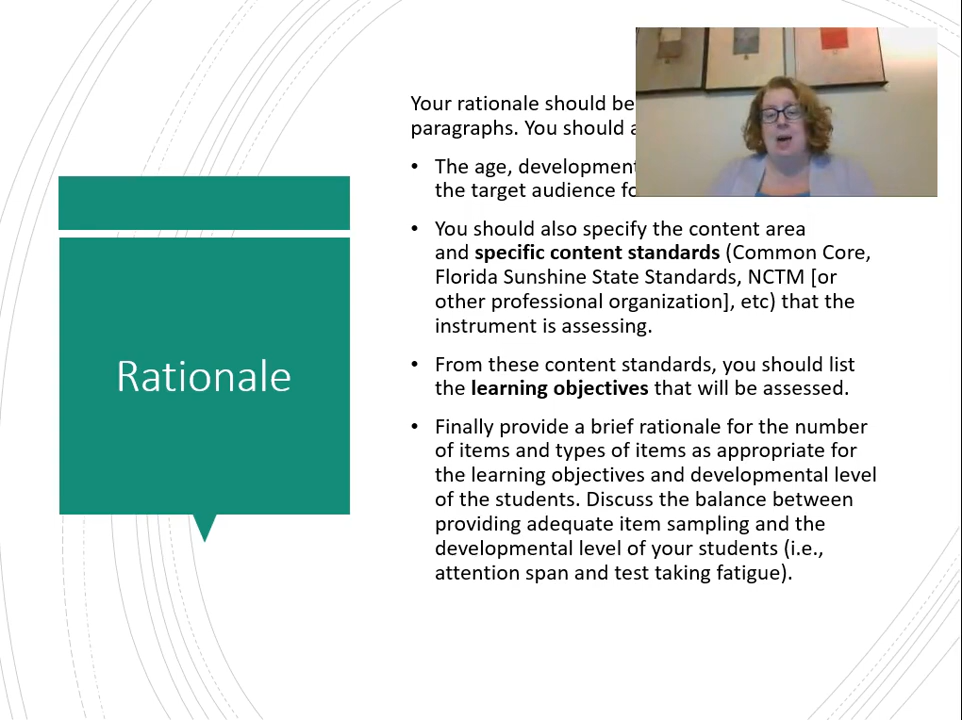 Rationale
Your rationale should be
paragraphs. You should
• The age,
the target audience
• You should also specify the content area
and specific content standards (Common Core,
Florida Sunshine State Standards, NCTM [or
other professional organization], etc) that the
instrument is assessing.
• From these content standards, you should list
the learning objectives that will be assessed.
• Finally provide a brief rationale for the number
of items and types of items as appropriate for
the learning objectives and developmental level
of the students. Discuss the balance between
providing adequate item sampling and the
developmental level of your students (i.e.,
attention span and test taking fatigue).